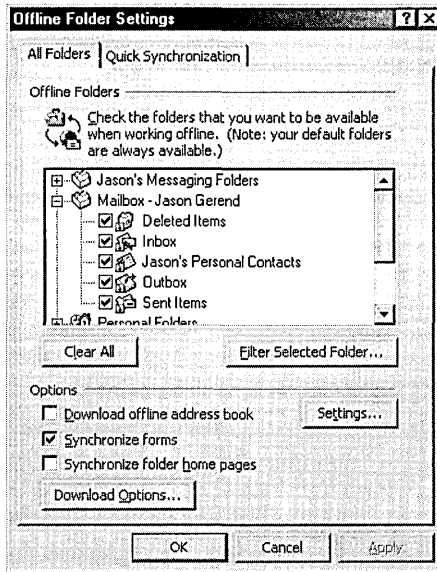 Offline Folder Settings
All Folders
Quick Synchronization
Offline Folders
Check the folders that you want to be available
when working offline. (Note: your default folders
are always available.)
Jason's Messaging Folders
Mailbox - Jason Gerend
Deleted Items
Inbox
Jason's Personal Contacts
Outbox
Sent Items
Personal Folders
Clear All
Filter Selected Folder...
Options
Download offline address book
Settings...
Synchronize forms
Synchronize folder home pages
Download Options...
OK
Cancel
Apply